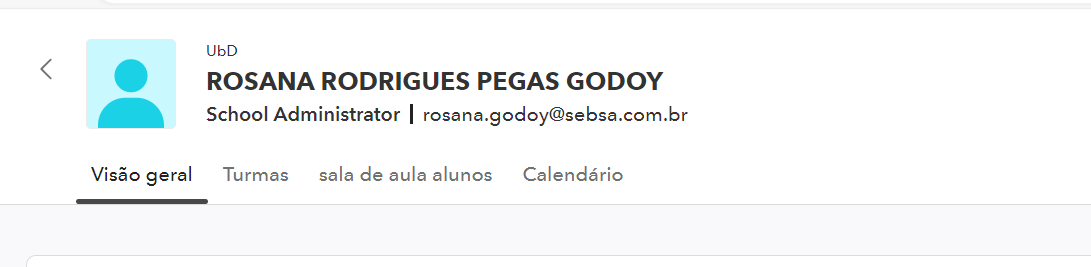 UbD
ROSANA RODRIGUES PEGAS GODOY
School Administrator | rosana.godoy@sebsa.com.br
Visão geral Turmas sala de aula alunos Calendário